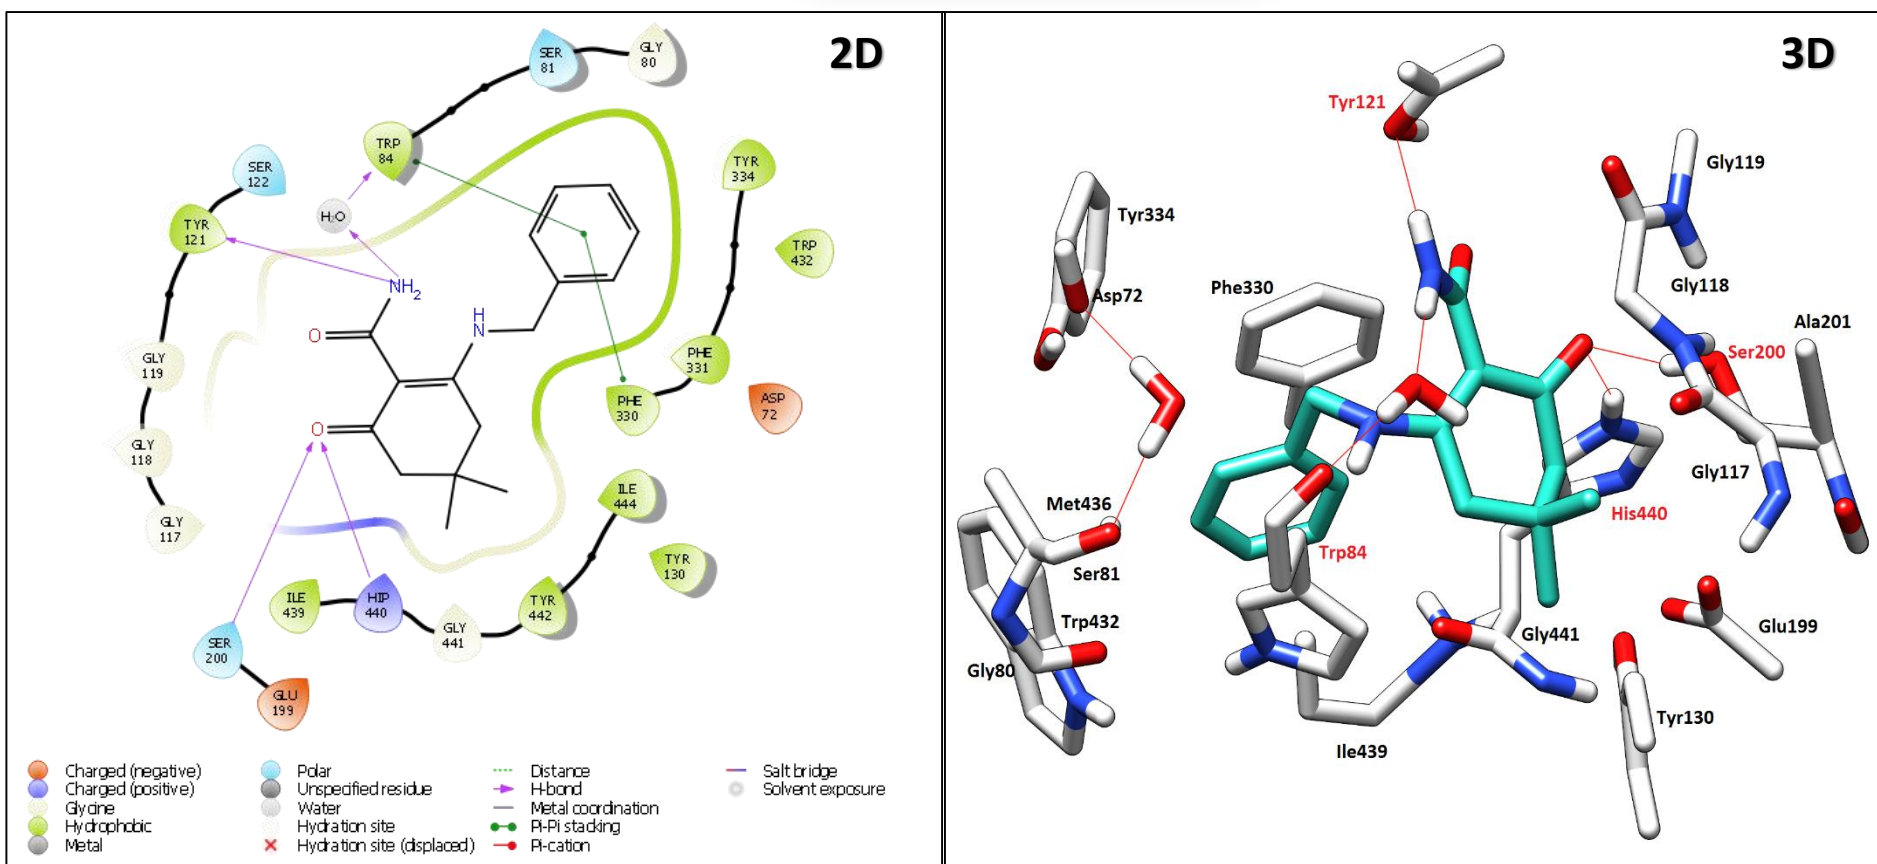 2D
SER
81
GLY
80
TRP
84
SER
122
TYR
334
H₂O
TYR
121
TRP
432
NH₂
H
N
O
GLY
119
PHE
331
PHE
330
ASP
72
O
GLY
118
GLY
117
ILE
444
TYR
130
ILE
439
HIP
440
TYR
442
GLY
441
SER
200
GLU
199
Charged (negative)
Charged (positive)
Glycine
Hydrophobic
Metal
Polar
Unspecified residue
Water
Hydration site
Hydration site (displaced)
Distance
H-bond
Metal coordination
Pi-Pi stacking
Pi-cation
Salt bridge
Solvent exposure
3D
Tyr121
Gly119
Tyr334
Phe330
Asp72
Gly118
Ala201
Ser200
Gly117
Met436
His440
Trp84
Ser81
Trp432
Gly441
Glu199
Gly80
Tyr130
Ile439